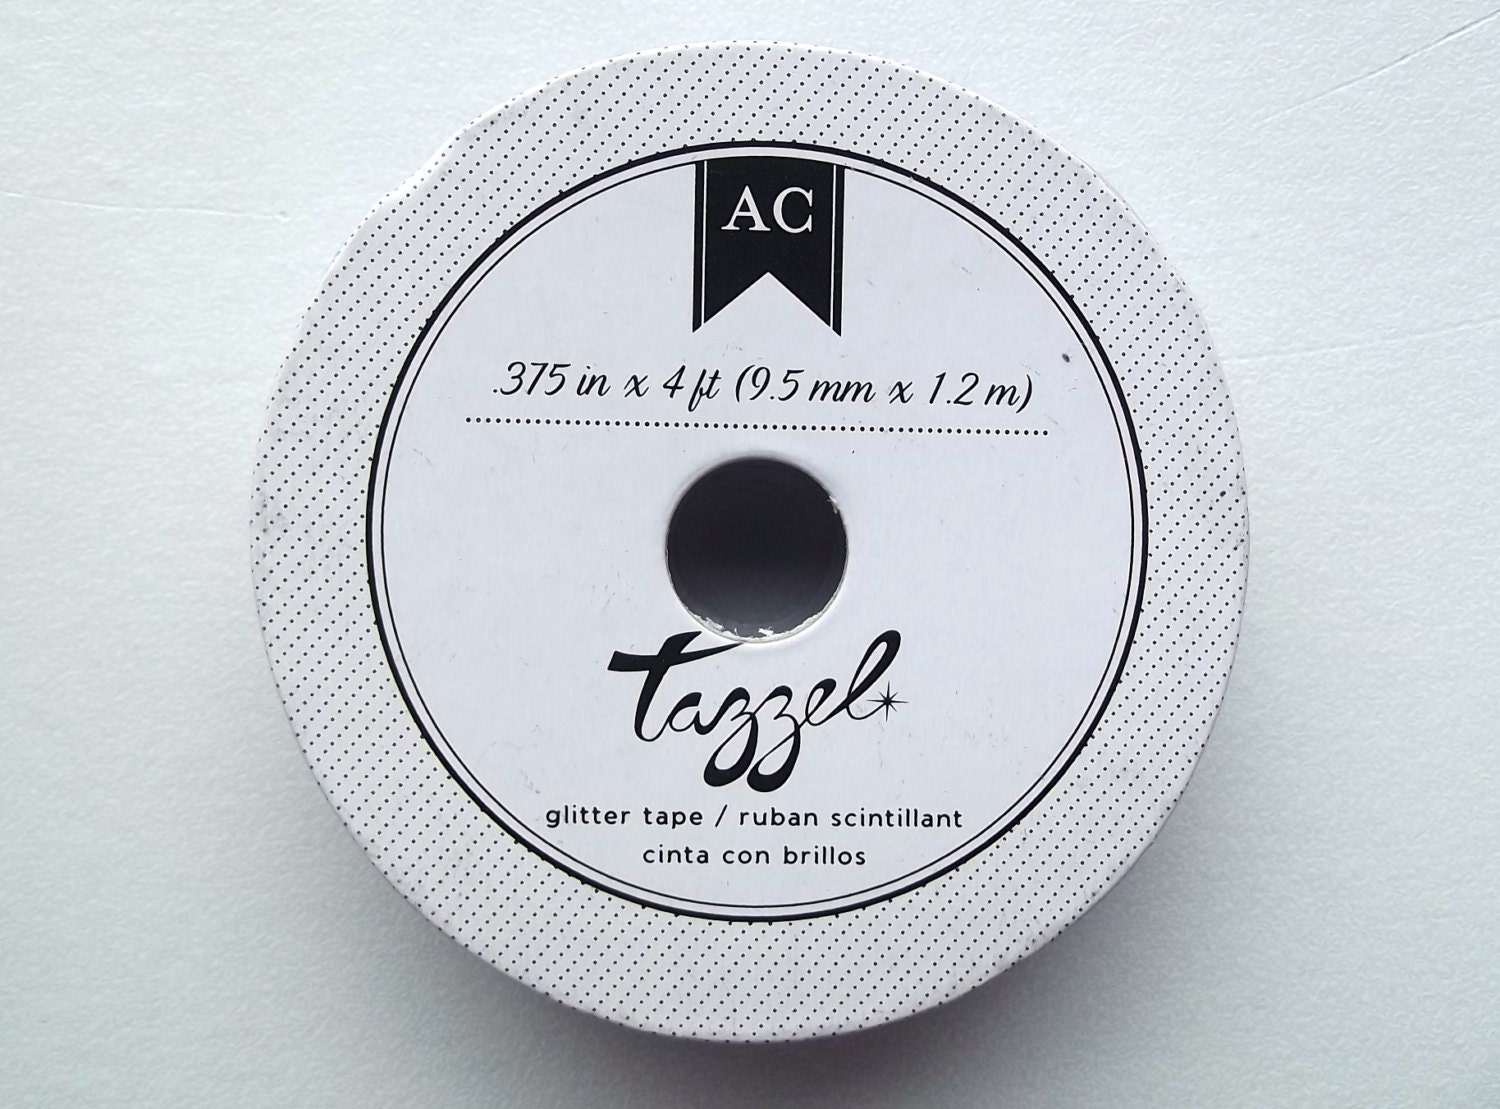 AC
.375 in x 4 ft (9.5 mm x 1.2 m)
tazzel
glitter tape / ruban scintillant
cinta con brillos